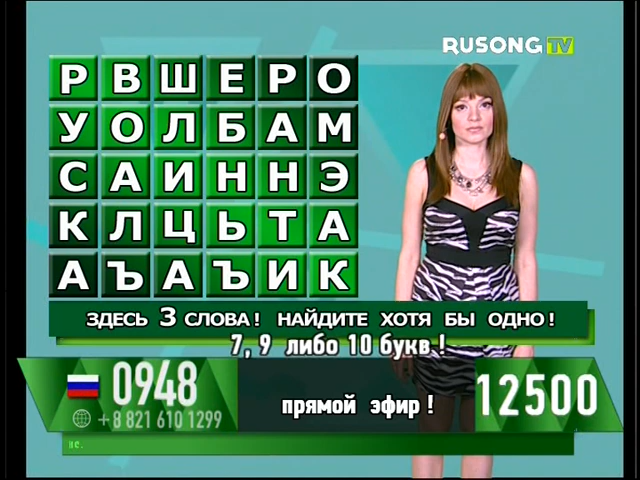 RUSONG TV
Р В Ш Е Р О
У О Л Б А М
С А И Н Н Э
К Л Ц Ь Т А
А Ъ А Ъ И К
ЗДЕСЬ 3 СЛОВА! НАЙДИТЕ ХОТЯ БЫ ОДНО!
7, 9 либо 10 букв!
0948
+8 821 610 1299
прямой эфир!
12500
нс.